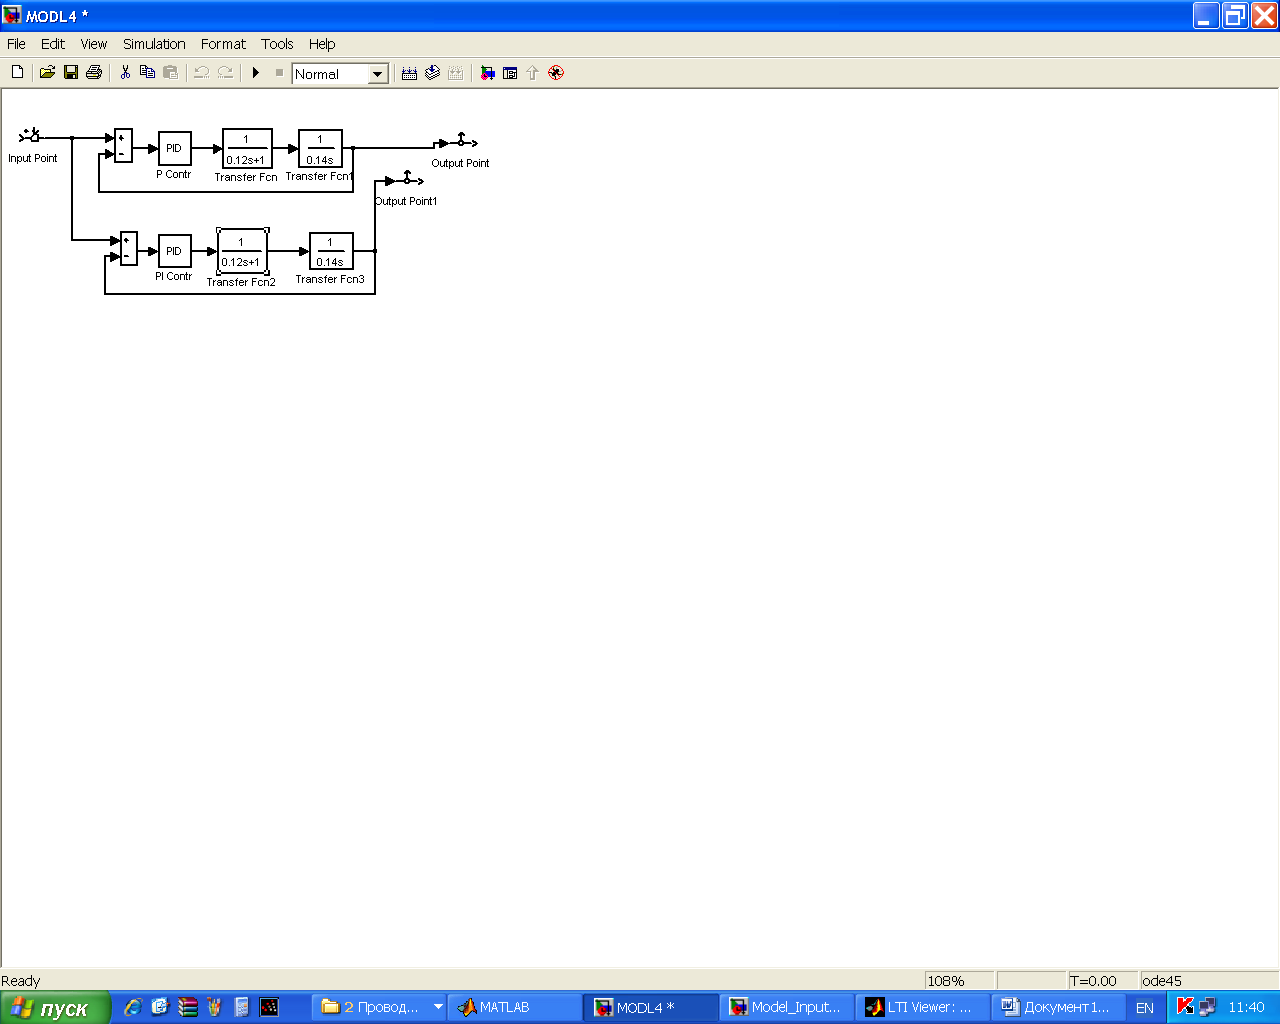 MODL4 *
File Edit View Simulation Format Tools Help
Normal
Input Point
+
−
PID
P Contr
1
0.12s+1
Transfer Fcn
1
0.14s
Transfer Fcn1
Output Point
Output Point1
+
−
PID
PI Contr
1
0.12s+1
Transfer Fcn2
1
0.14s
Transfer Fcn3
Ready 108% T=0.00 ode45
пуск 2 Провод... MATLAB MODL4 * Model_Input... LTI Viewer: ... Документ1... EN 11:40